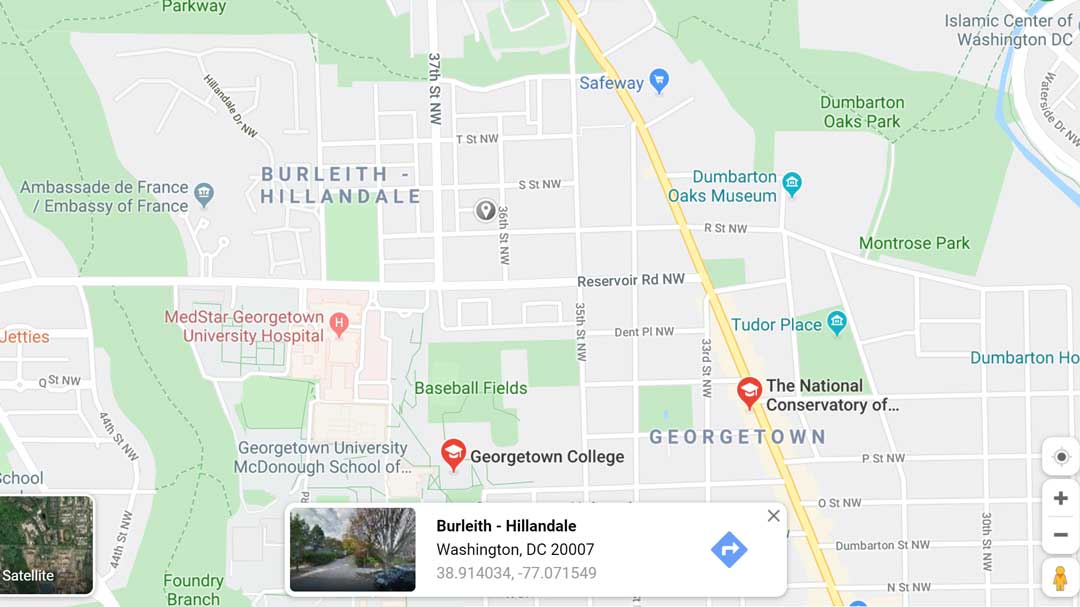 Parkway
Islamic Center of
Washington DC
37th St NW
Safeway
Hillandale Dr NW
Waterside Dr NW
Dumbarton
Oaks Park
T St NW
BURLEITH -
HILLANDALE
Ambassade de France
/ Embassy of France
S St NW
Dumbarton
Oaks Museum
36th St NW
R St NW
Montrose Park
Reservoir Rd NW
MedStar Georgetown
University Hospital
H
Jetties
35th St NW
Dent Pl NW
Tudor Place
33rd St NW
Dumbarton Ho
Q St NW
Baseball Fields
The National
Conservatory of...
44th St NW
GEORGETOWN
Georgetown University
McDonough School of...
Georgetown College
P St NW
School
Rd
O St NW
30th St NW
44th St NW
Burleith - Hillandale
Washington, DC 20007
38.914034, -77.071549
Dumbarton St NW
Satellite
Foundry
Branch
N St NW